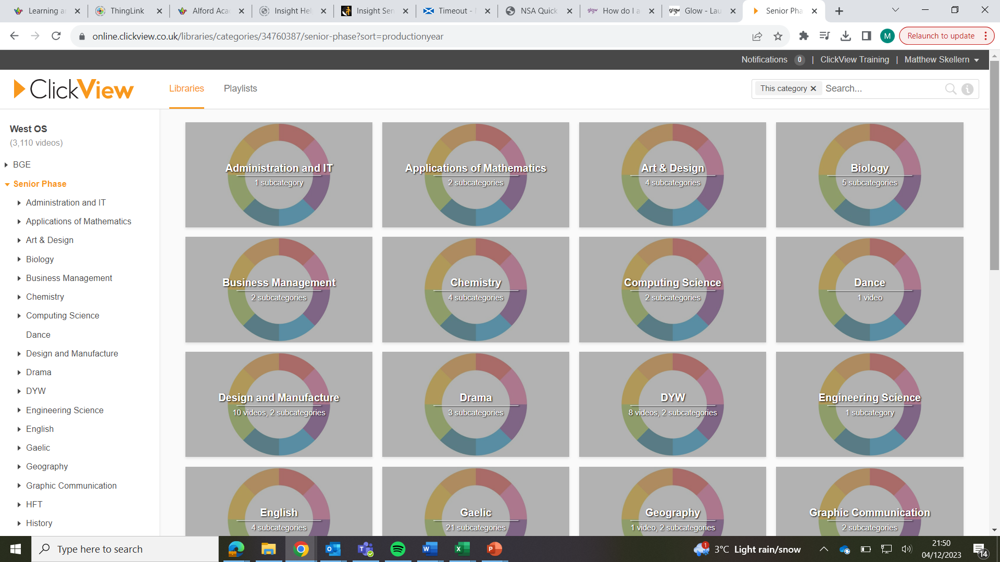 Learning a
ThingLink
Alford Aca
Insight Hel
Insight Sen
Timeout -
NSA Quick
glow
How do I a
glow
Glow - Lau
Senior Pha
online.clickview.co.uk/libraries/categories/34760387/senior-phase?sort=productionyear
M
Relaunch to update
Notifications 0 | ClickView Training | Matthew Skellern
ClickView
Libraries
Playlists
This category
Search...
West OS
(3,110 videos)
BGE
Senior Phase
Administration and IT
Applications of Mathematics
Art & Design
Biology
Business Management
Chemistry
Computing Science
Dance
Design and Manufacture
Drama
DYW
Engineering Science
English
Gaelic
Geography
Graphic Communication
HFT
History
Administration and IT
1 subcategory
Applications of Mathematics
2 subcategories
Art & Design
4 subcategories
Biology
5 subcategories
Business Management
2 subcategories
Chemistry
4 subcategories
Computing Science
2 subcategories
Dance
1 video
Design and Manufacture
10 videos, 2 subcategories
Drama
3 subcategories
DYW
8 videos, 2 subcategories
Engineering Science
1 subcategory
English
4 subcategories
Gaelic
21 subcategories
Geography
1 video, 2 subcategories
Graphic Communication
2 subcategories
Type here to search
1
3°C Light rain/snow
21:50
04/12/2023
14